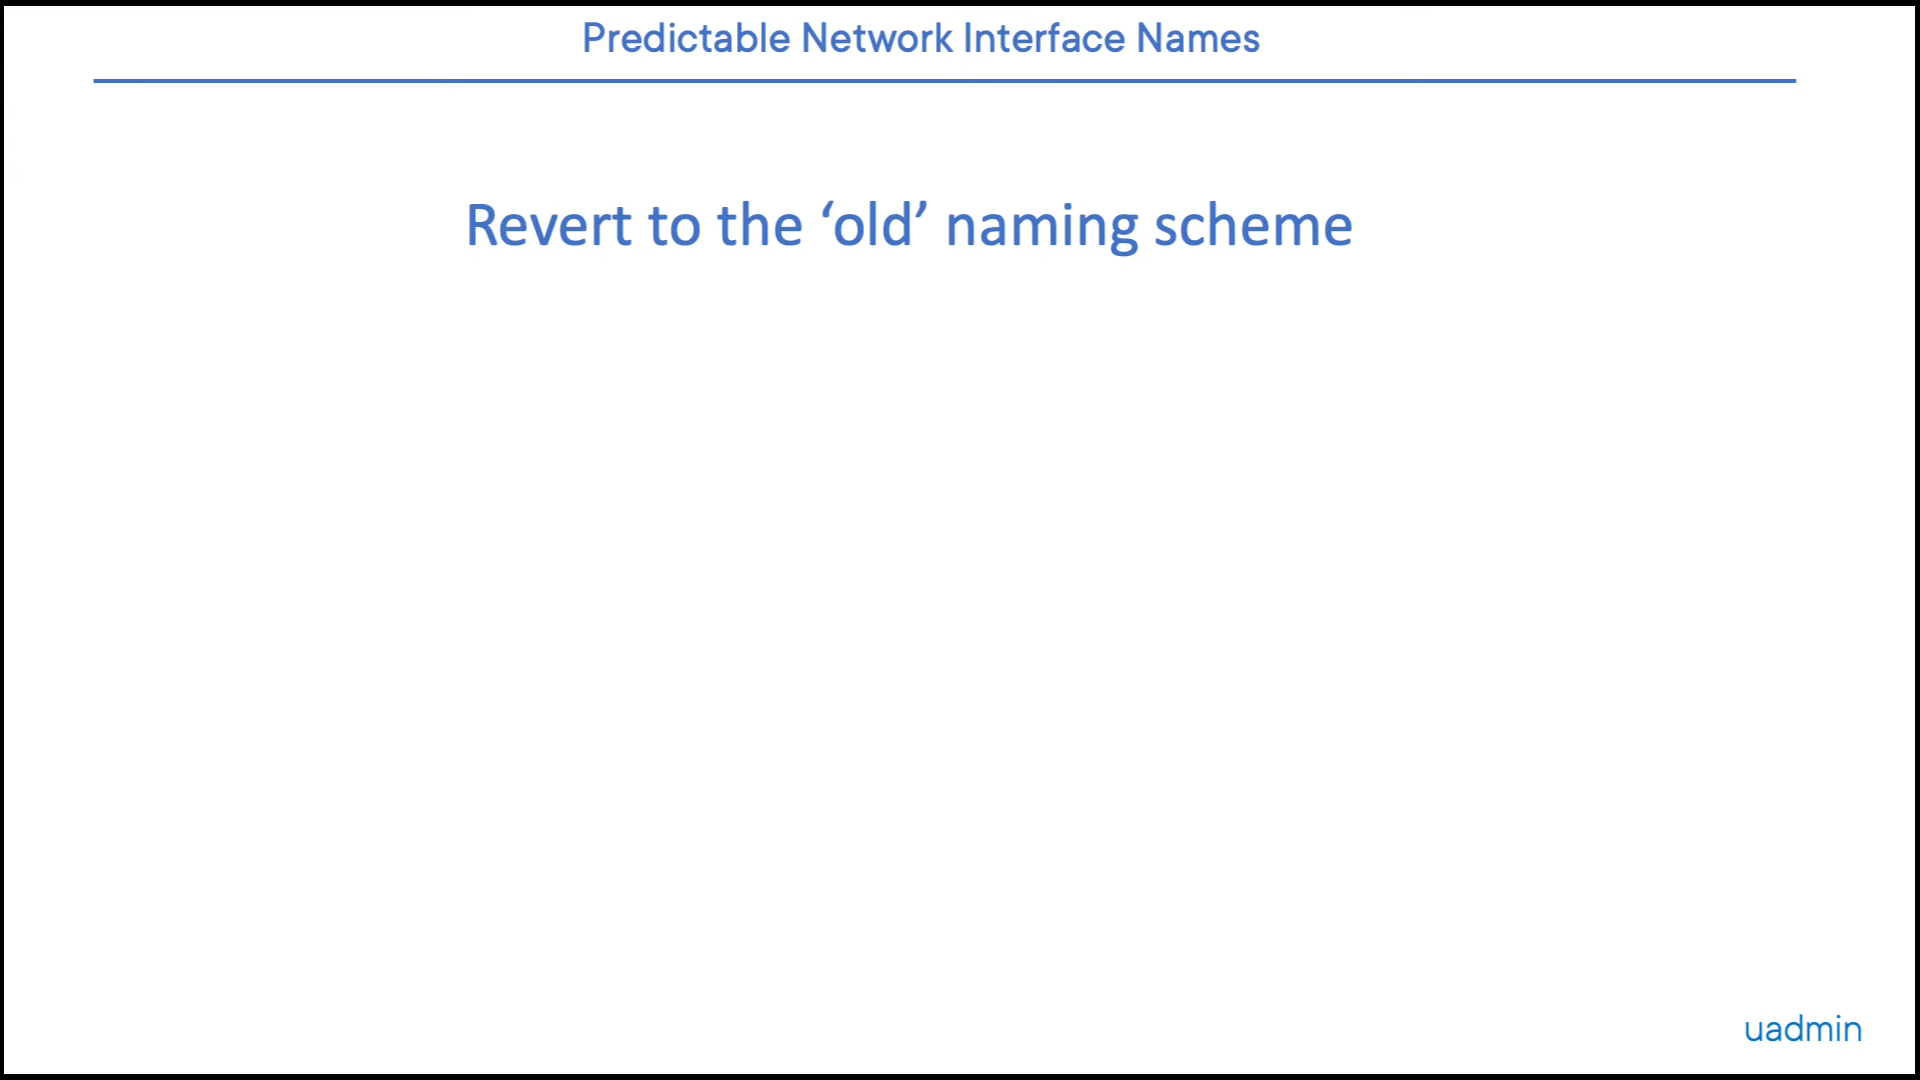 Predictable Network Interface Names
Revert to the ‘old’ naming scheme
uadmin